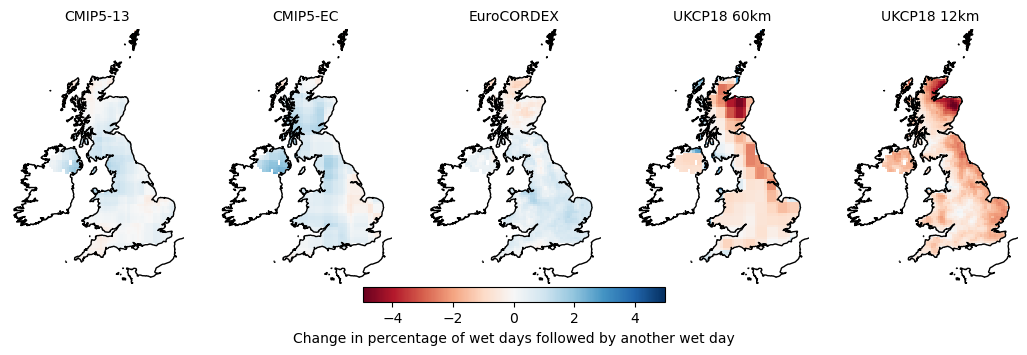 CMIP5-13 CMIP5-EC EuroCORDEX UKCP18 60km UKCP18 12km
−4 −2 0 2 4
Change in percentage of wet days followed by another wet day